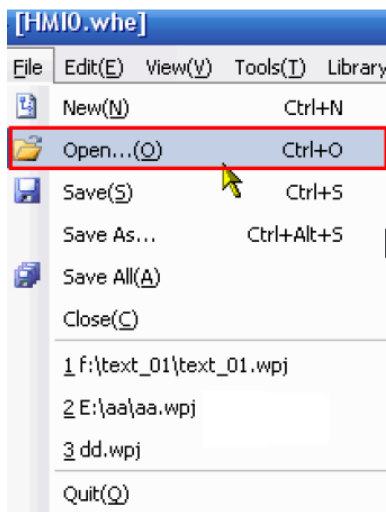 [HMI0.whe]
File Edit(E) View(V) Tools(T) Library
New(N) Ctrl+N
Open...(O) Ctrl+O
Save(S) Ctrl+S
Save As... Ctrl+Alt+S
Save All(A)
Close(C)
1 f:\text_01\text_01.wpj
2 E:\aa\aa.wpj
3 dd.wpj
Quit(Q)